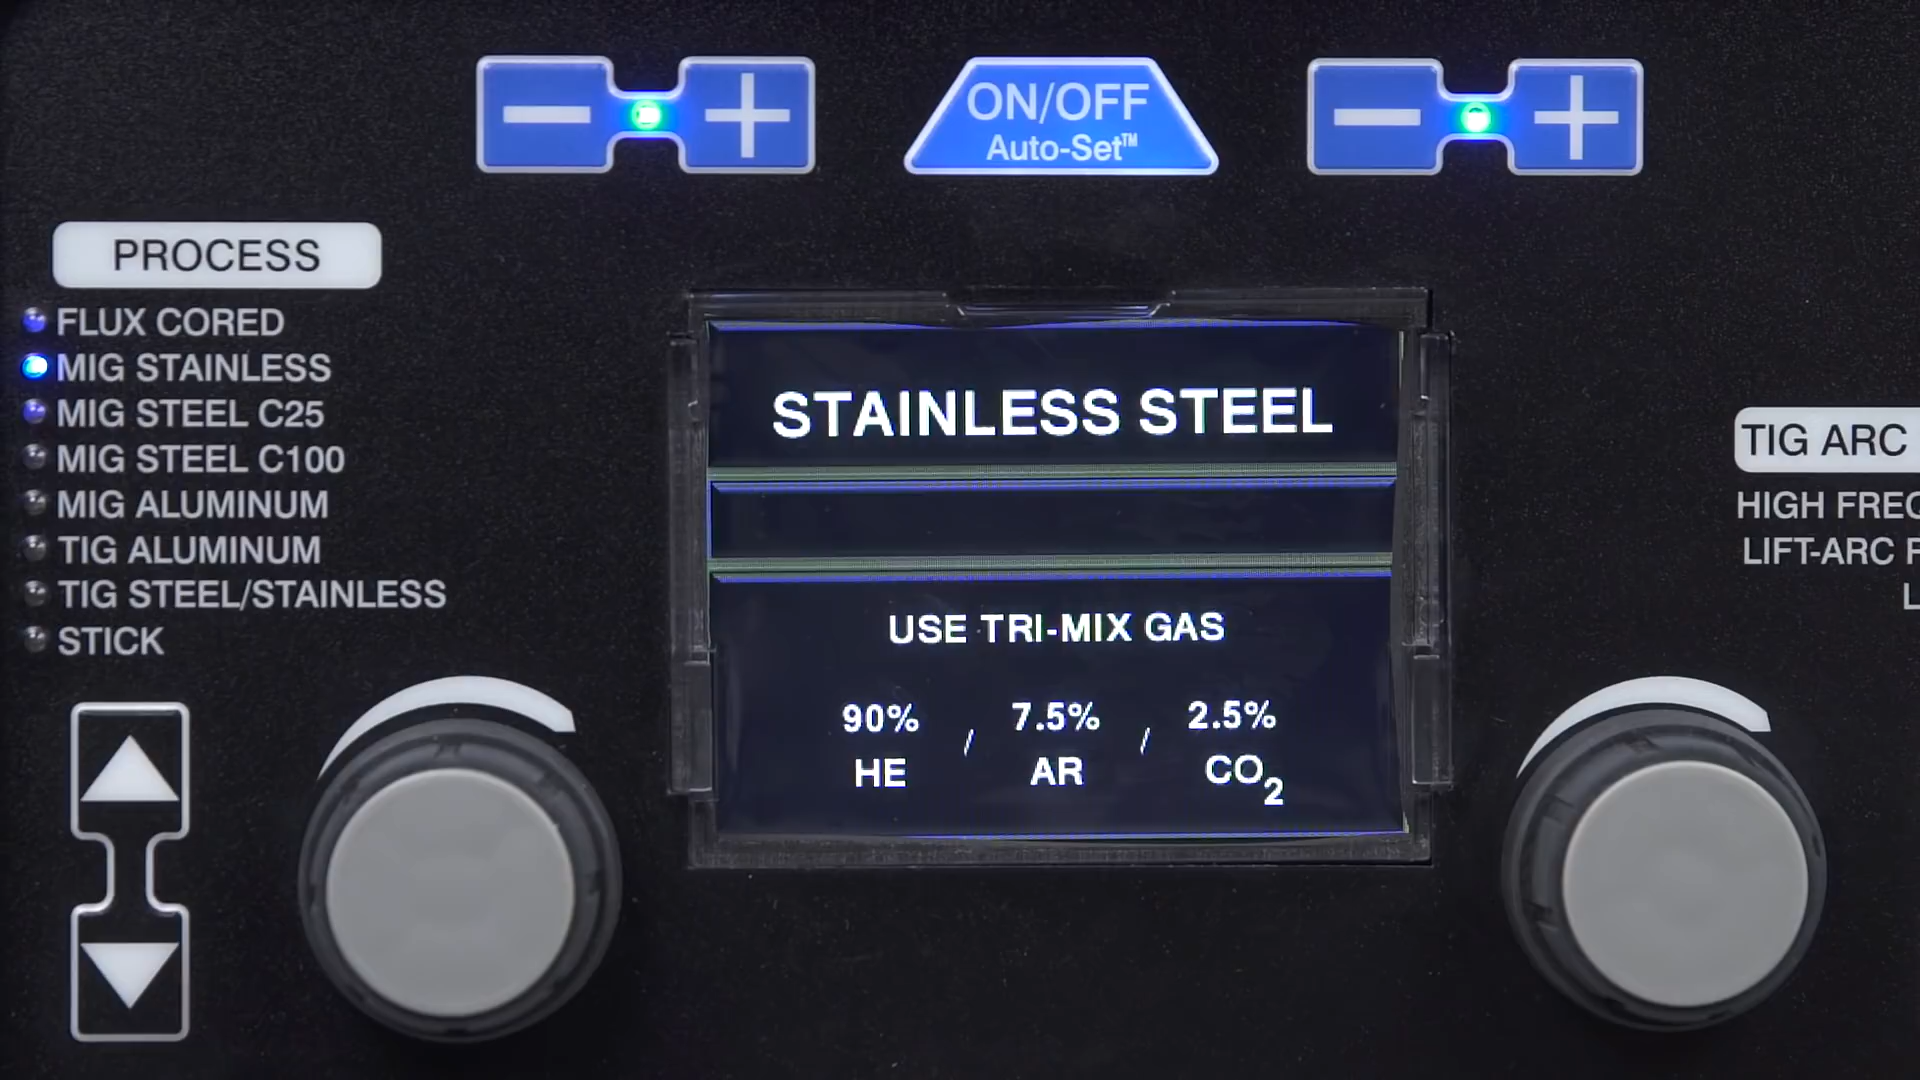 ON/OFF
Auto-Set™
PROCESS
FLUX CORED
MIG STAINLESS
MIG STEEL C25
MIG STEEL C100
MIG ALUMINUM
TIG ALUMINUM
TIG STEEL/STAINLESS
STICK
STAINLESS STEEL
USE TRI-MIX GAS
90% / 7.5% / 2.5%
HE AR CO2
TIG ARC
HIGH FREQ
LIFT-ARC